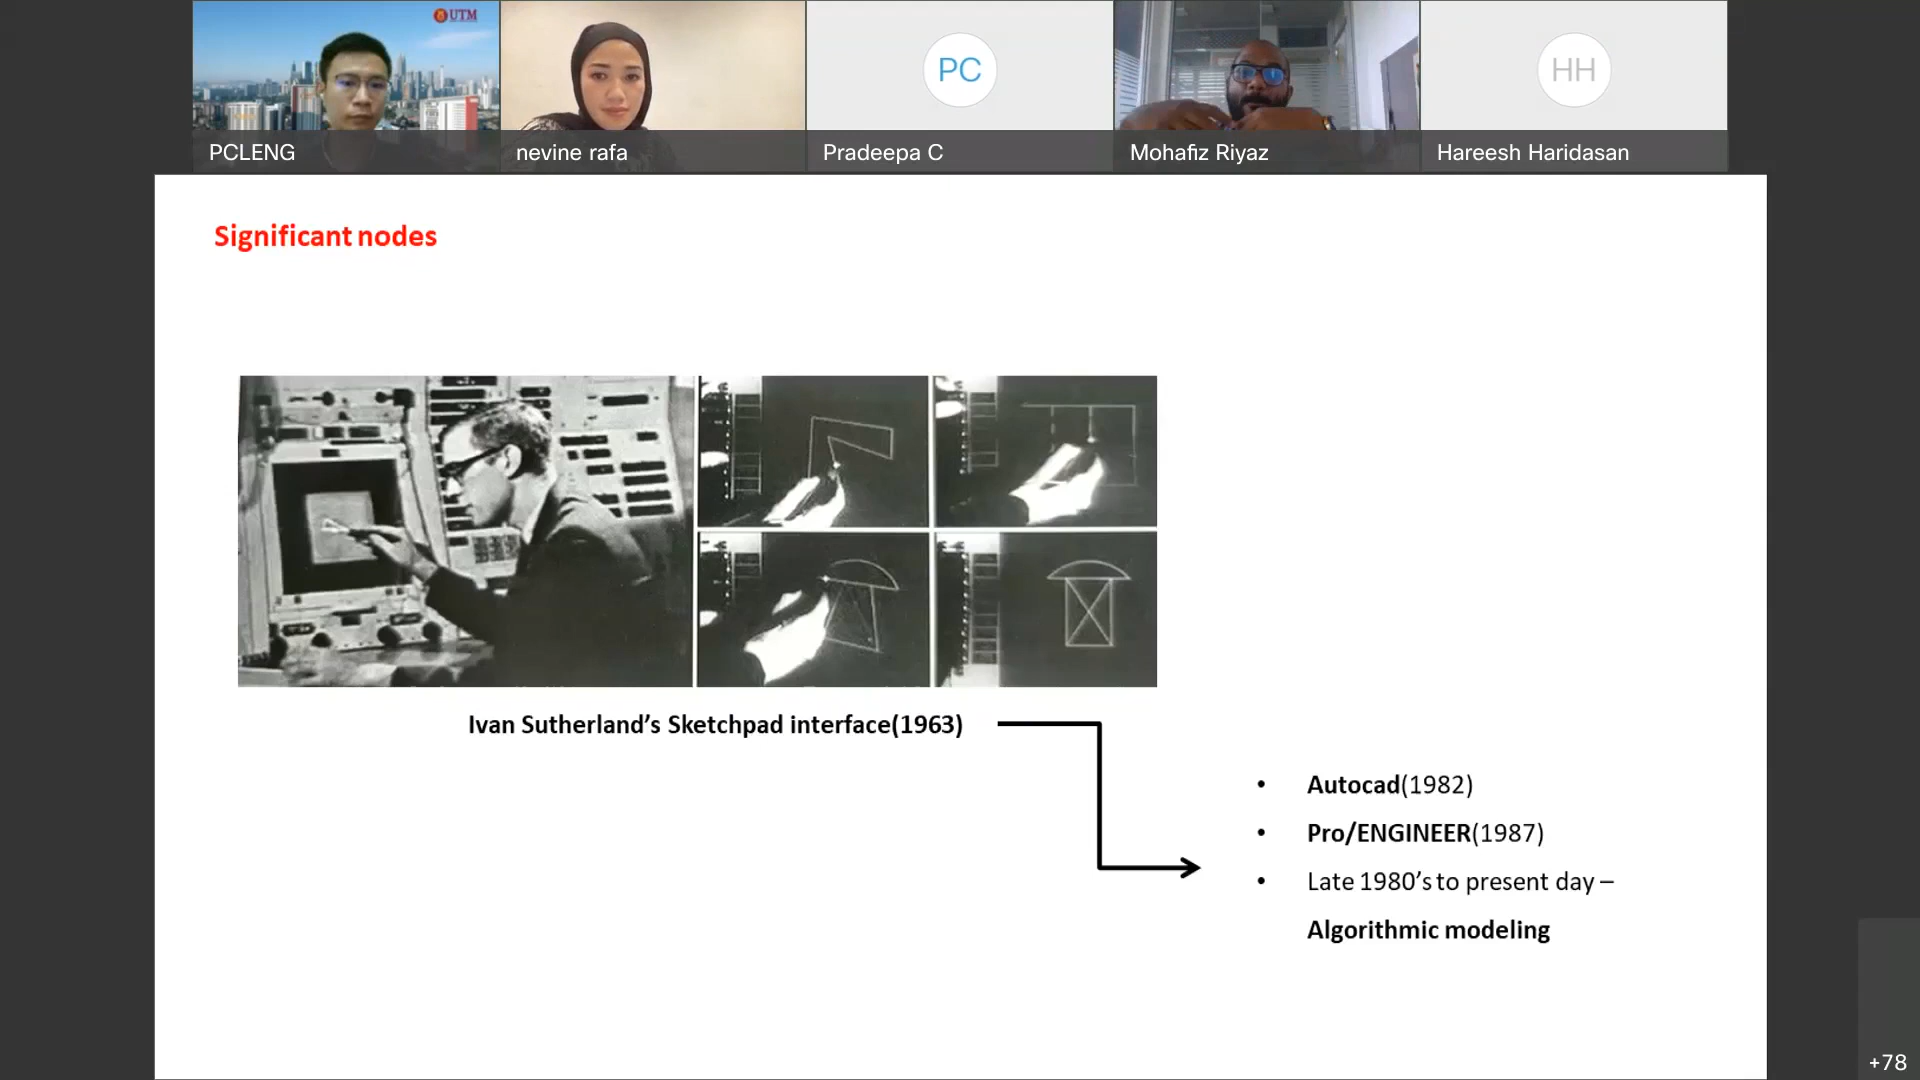 UTM
PCLENG
nevine rafa
PC
Pradeepa C
Mohafiz Riyaz
HH
Hareesh Haridasan
Significant nodes
Ivan Sutherland’s Sketchpad interface(1963)
• Autocad(1982)
• Pro/ENGINEER(1987)
• Late 1980’s to present day –
Algorithmic modeling
+78